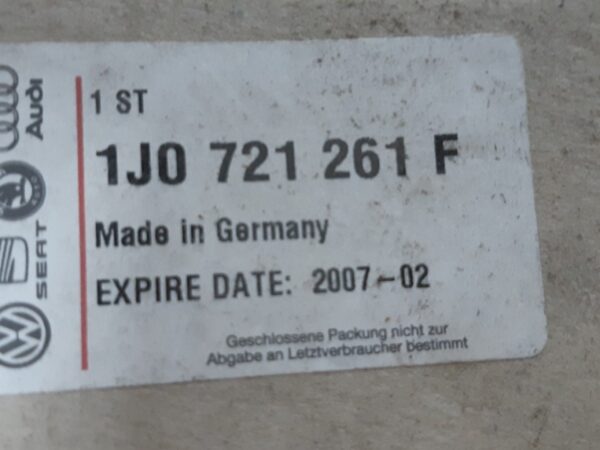 Audi
SEAT
1 ST
1J0 721 261 F
Made in Germany
EXPIRE DATE: 2007-02
Geschlossene Packung nicht zur
Abgabe an Letztverbraucher bestimmt